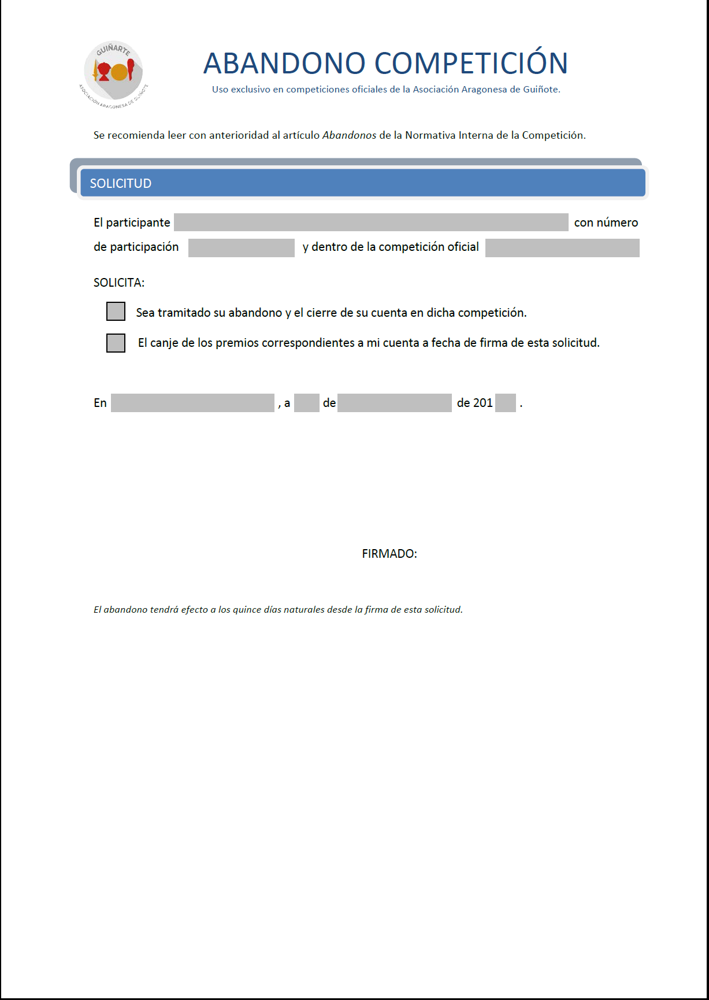 GUIÑARTE
ASOCIACIÓN ARAGONESA DE GUIÑOTE
ABANDONO COMPETICIÓN
Uso exclusivo en competiciones oficiales de la Asociación Aragonesa de Guiñote.
Se recomienda leer con anterioridad al artículo Abandonos de la Normativa Interna de la Competición.
SOLICITUD
El participante con número
de participación y dentro de la competición oficial
SOLICITA:
Sea tramitado su abandono y el cierre de su cuenta en dicha competición.
El canje de los premios correspondientes a mi cuenta a fecha de firma de esta solicitud.
En , a de de 201 .
FIRMADO:
El abandono tendrá efecto a los quince días naturales desde la firma de esta solicitud.